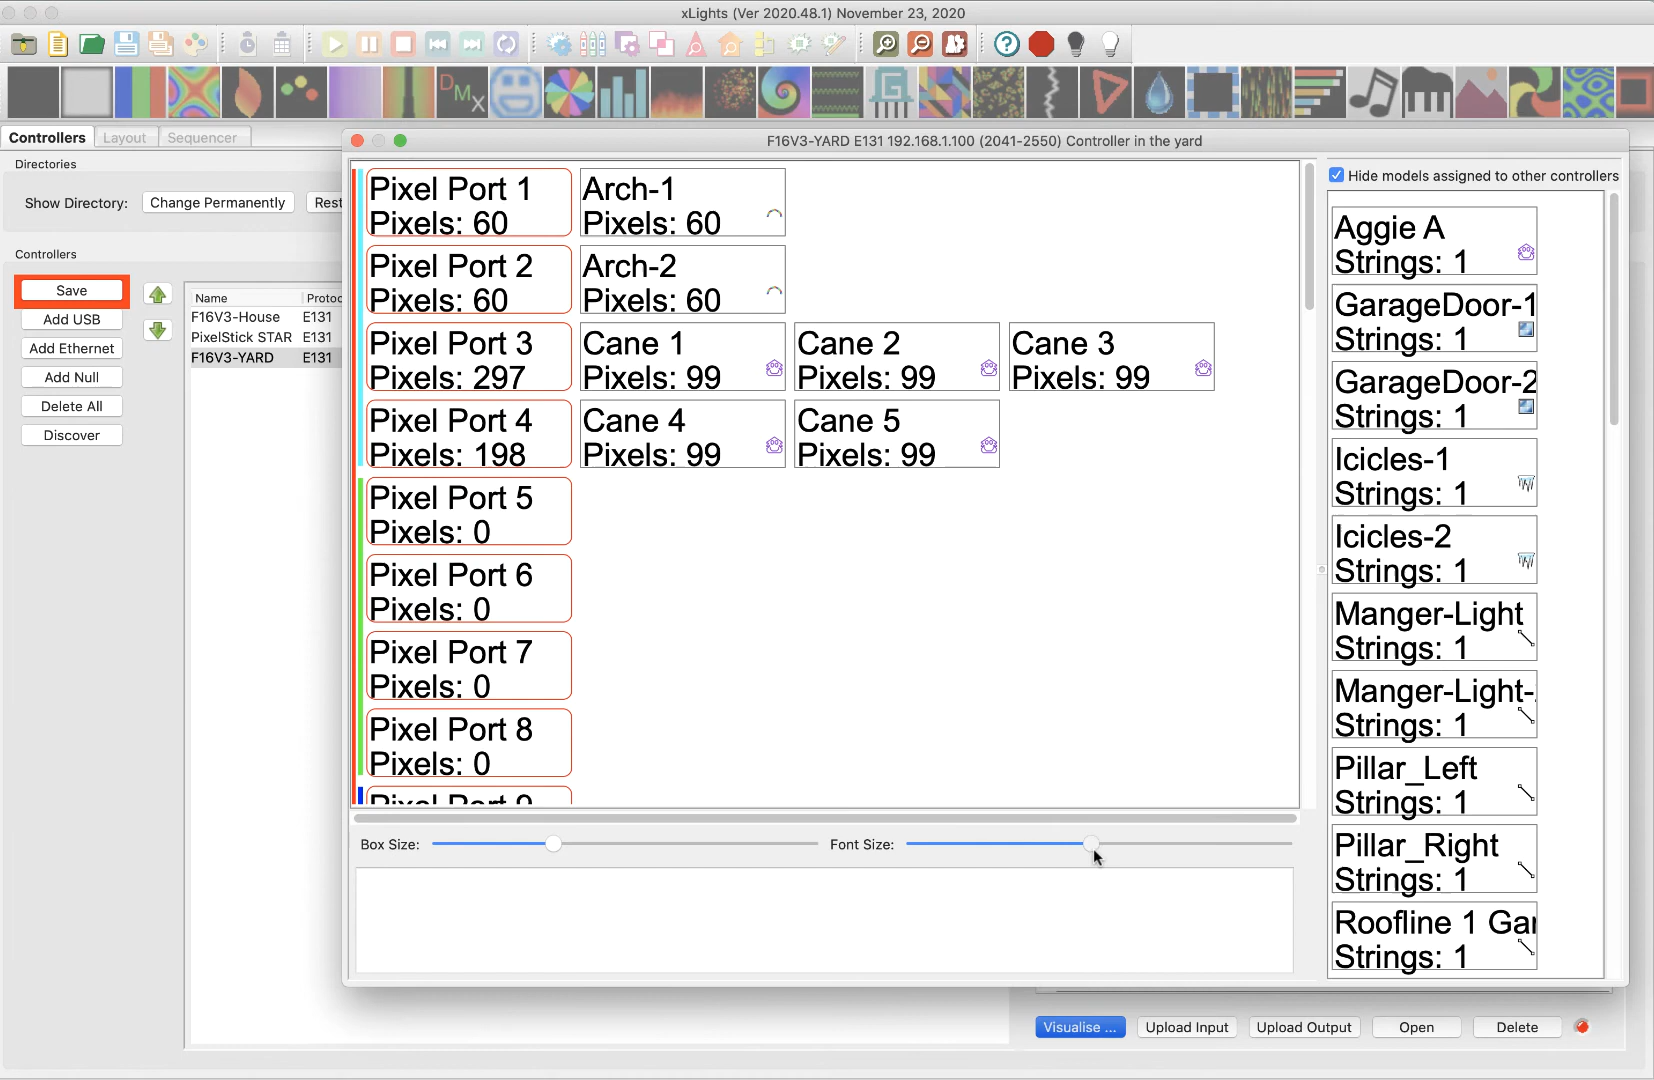 xLights (Ver 2020.48.1) November 23, 2020
DMX
Controllers
Layout
Sequencer
Directories
Show Directory:
Change Permanently
Rest
Controllers
Save
Add USB
Add Ethernet
Add Null
Delete All
Discover
Name
Protoc
F16V3-House E131
PixelStick STAR E131
F16V3-YARD E131
F16V3-YARD E131 192.168.1.100 (2041-2550) Controller in the yard
Pixel Port 1
Pixels: 60
Arch-1
Pixels: 60
Pixel Port 2
Pixels: 60
Arch-2
Pixels: 60
Pixel Port 3
Pixels: 297
Cane 1
Pixels: 99
Cane 2
Pixels: 99
Cane 3
Pixels: 99
Pixel Port 4
Pixels: 198
Cane 4
Pixels: 99
Cane 5
Pixels: 99
Pixel Port 5
Pixels: 0
Pixel Port 6
Pixels: 0
Pixel Port 7
Pixels: 0
Pixel Port 8
Pixels: 0
Pixel Port 9
Box Size:
Font Size:
Hide models assigned to other controllers
Aggie A
Strings: 1
GarageDoor-1
Strings: 1
GarageDoor-2
Strings: 1
Icicles-1
Strings: 1
Icicles-2
Strings: 1
Manger-Light
Strings: 1
Manger-Light-
Strings: 1
Pillar_Left
Strings: 1
Pillar_Right
Strings: 1
Roofline 1 Gar
Strings: 1
Visualise ...
Upload Input
Upload Output
Open
Delete